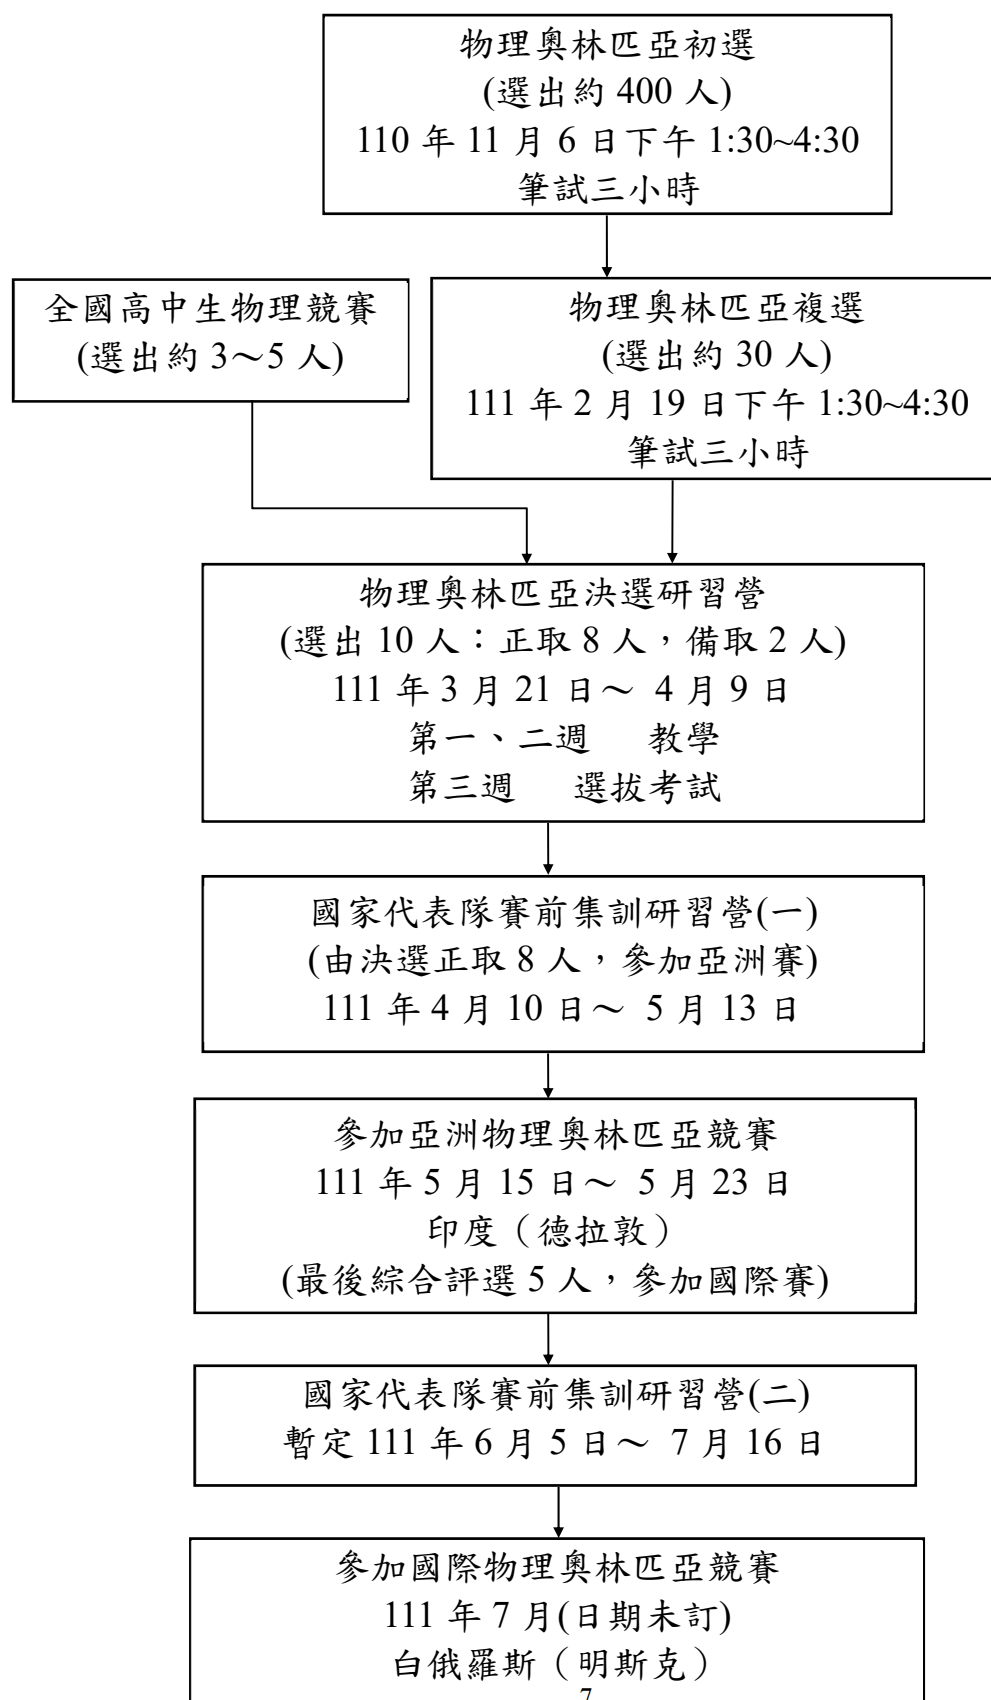 物理奧林匹亞初選
(選出約 400 人)
110 年 11 月 6 日下午 1:30~4:30
筆試三小時
全國高中生物理競賽
(選出約 3～5 人)
物理奧林匹亞複選
(選出約 30 人)
111 年 2 月 19 日下午 1:30~4:30
筆試三小時
物理奧林匹亞決選研習營
(選出 10 人：正取 8 人，備取 2 人)
111 年 3 月 21 日～ 4 月 9 日
第一、二週 教學
第三週 選拔考試
國家代表隊賽前集訓研習營(一)
(由決選正取 8 人，參加亞洲賽)
111 年 4 月 10 日～ 5 月 13 日
參加亞洲物理奧林匹亞競賽
111 年 5 月 15 日～ 5 月 23 日
印度（德拉敦）
(最後綜合評選 5 人，參加國際賽)
國家代表隊賽前集訓研習營(二)
暫定 111 年 6 月 5 日～ 7 月 16 日
參加國際物理奧林匹亞競賽
111 年 7 月(日期未訂)
白俄羅斯（明斯克）
7